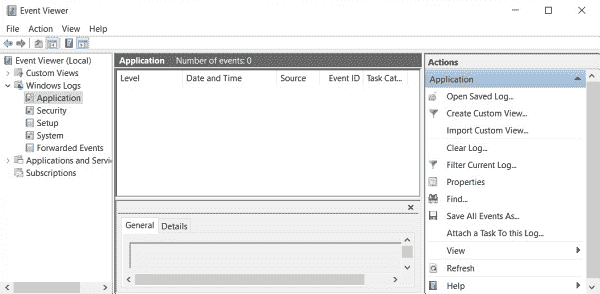 Event Viewer
File Action View Help
Event Viewer (Local)
Custom Views
Windows Logs
Application
Security
Setup
System
Forwarded Events
Applications and Servi
Subscriptions
Application Number of events: 0
Level Date and Time Source Event ID Task Cat...
General Details
Actions
Application
Open Saved Log...
Create Custom View...
Import Custom View...
Clear Log...
Filter Current Log...
Properties
Find...
Save All Events As...
Attach a Task To this Log...
View
Refresh
Help